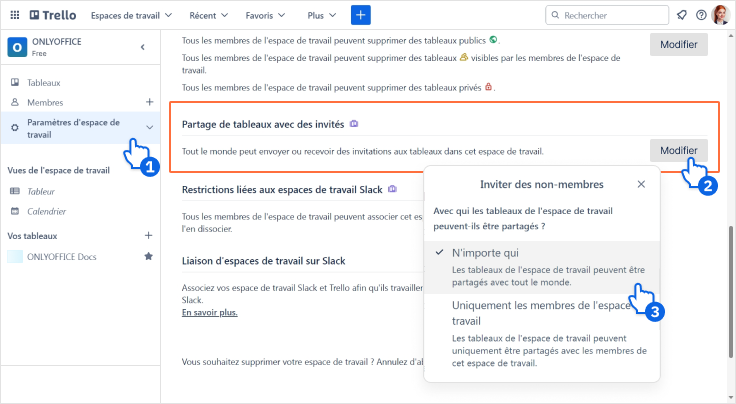 Trello
Espaces de travail
Récent
Favoris
Plus
Rechercher
ONLYOFFICE
Free
Tableaux
Membres
Paramètres d'espace de
travail
1
Vues de l'espace de travail
Tableur
Calendrier
Vos tableaux
ONLYOFFICE Docs
Tous les membres de l'espace de travail peuvent supprimer des tableaux publics.
Tous les membres de l'espace de travail peuvent supprimer des tableaux visibles par les membres de l'espace de
travail.
Tous les membres de l'espace de travail peuvent supprimer des tableaux privés.
Modifier
Partage de tableaux avec des invités
Tout le monde peut envoyer ou recevoir des invitations aux tableaux dans cet espace de travail.
Modifier
2
Restrictions liées aux espaces de travail Slack
Tous les membres de l'espace de travail peuvent associer cet es
l'en dissocier.
Liaison d'espaces de travail sur Slack
Associez vos espace de travail Slack et Trello afin qu'ils travailler
Slack.
En savoir plus.
Vous souhaitez supprimer votre espace de travail ? Annulez d'al
Inviter des non-membres
Avec qui les tableaux de l'espace de travail
peuvent-ils être partagés ?
N'importe qui
Les tableaux de l'espace de travail peuvent être
partagés avec tout le monde.
3
Uniquement les membres de l'espace
travail
Les tableaux de l'espace de travail peuvent
uniquement être partagés avec les membres de
cet espace de travail.